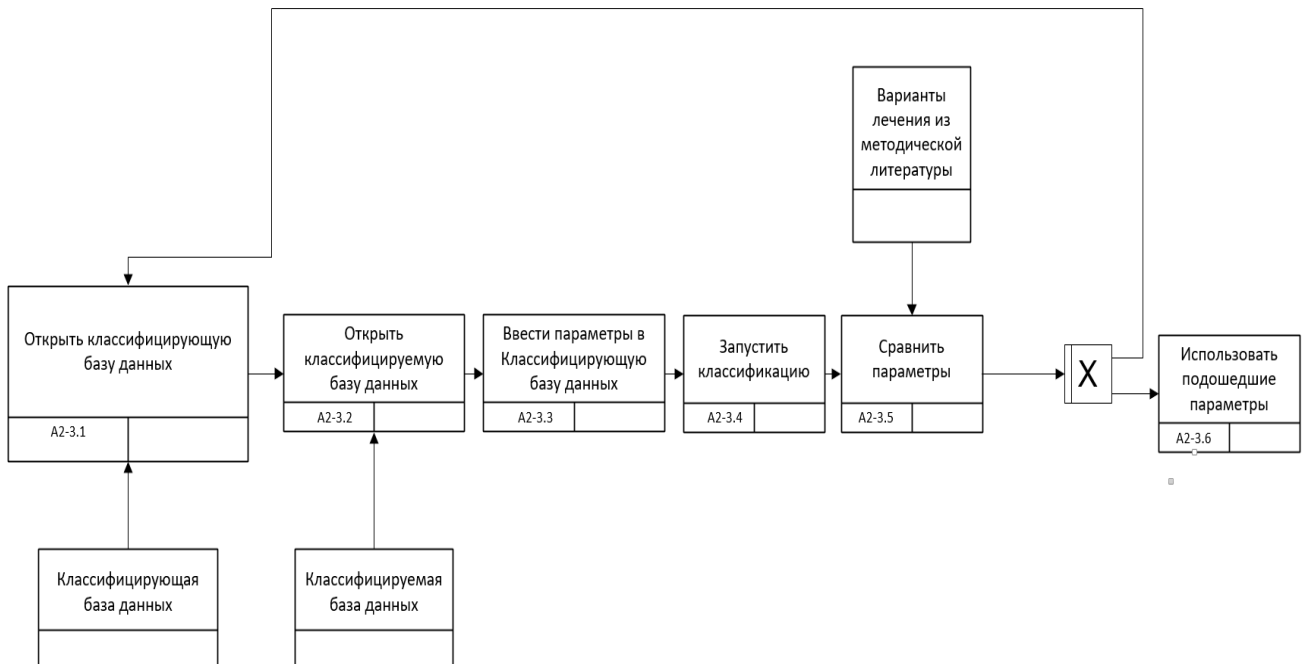 Варианты
лечения из
методической
литературы
Открыть классифицирующую
базу данных
A2-3.1
Открыть
классифицируемую
базу данных
A2-3.2
Ввести параметры в
Классифицирующую
базу данных
A2-3.3
Запустить
классификацию
A2-3.4
Сравнить
параметры
A2-3.5
X
Использовать
подошедшие
параметры
A2-3.6
Классифицирующая
база данных
Классифицируемая
база данных